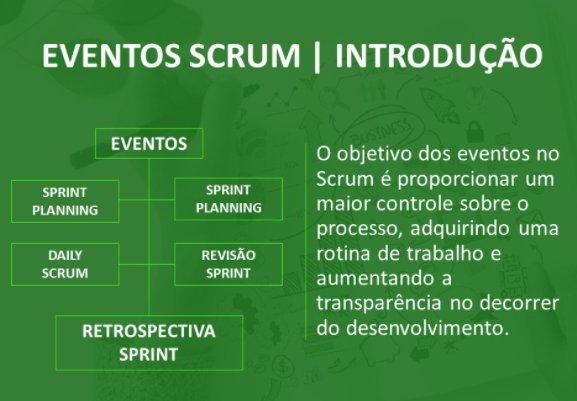 EVENTOS SCRUM | INTRODUÇÃO
EVENTOS
SPRINT
PLANNING
SPRINT
PLANNING
DAILY
SCRUM
REVISÃO
SPRINT
RETROSPECTIVA
SPRINT
O objetivo dos eventos no
Scrum é proporcionar um
maior controle sobre o
processo, adquirindo uma
rotina de trabalho e
aumentando a
transparência no decorrer
do desenvolvimento.
BUSINESS